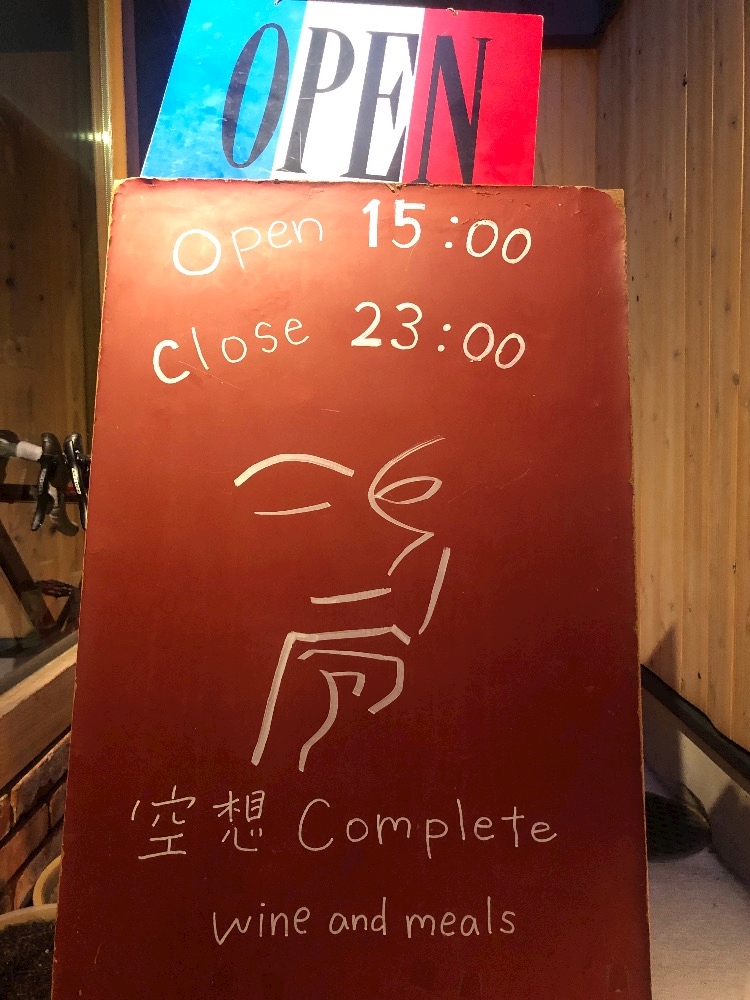 OPEN
Open 15:00
Close 23:00
空想 Complete
wine and meals